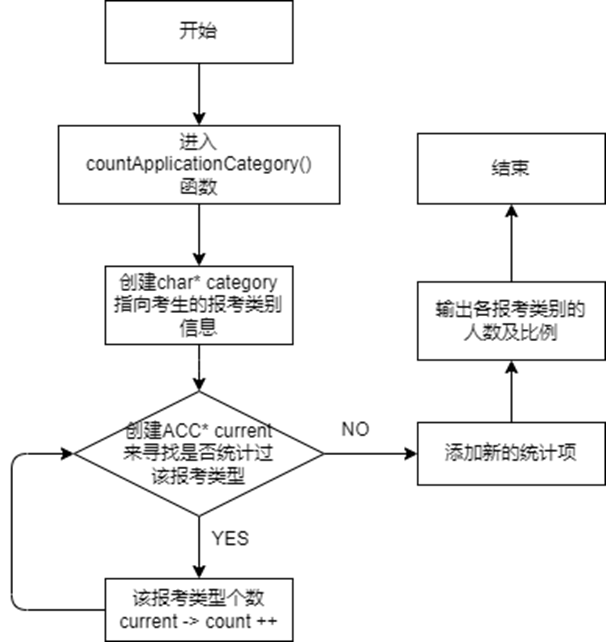 开始
进入
countApplicationCategory()
函数
创建char* category
指向考生的报考类别
信息
创建ACC* current
来寻找是否统计过
该报考类型
NO
YES
该报考类型个数
current -> count ++
添加新的统计项
输出各报考类别的
人数及比例
结束